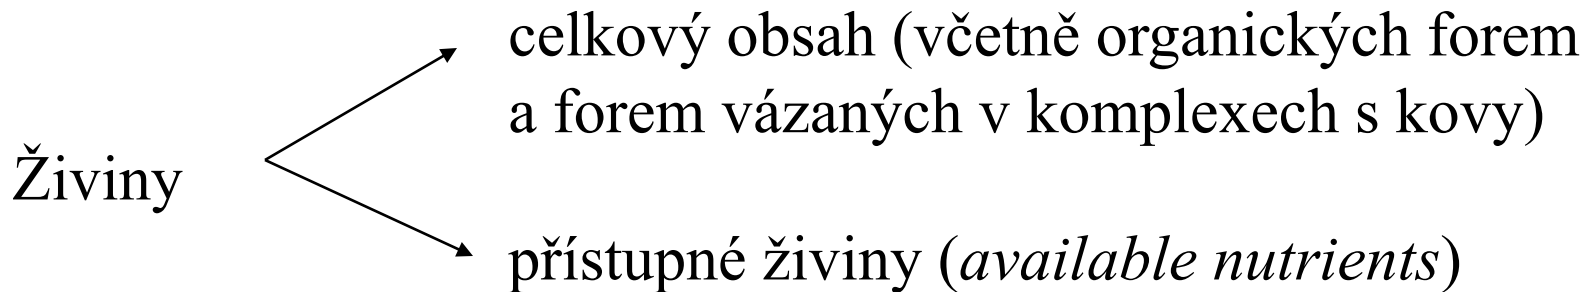 celkový obsah (včetně organických forem
a forem vázaných v komplexech s kovy)
Živiny
přístupné živiny (available nutrients)